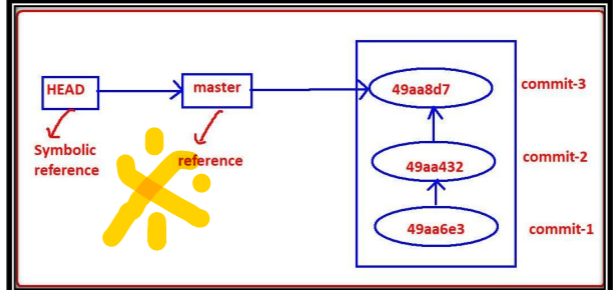 HEAD
master
49aa8d7
commit-3
Symbolic
reference
reference
49aa432
commit-2
49aa6e3
commit-1